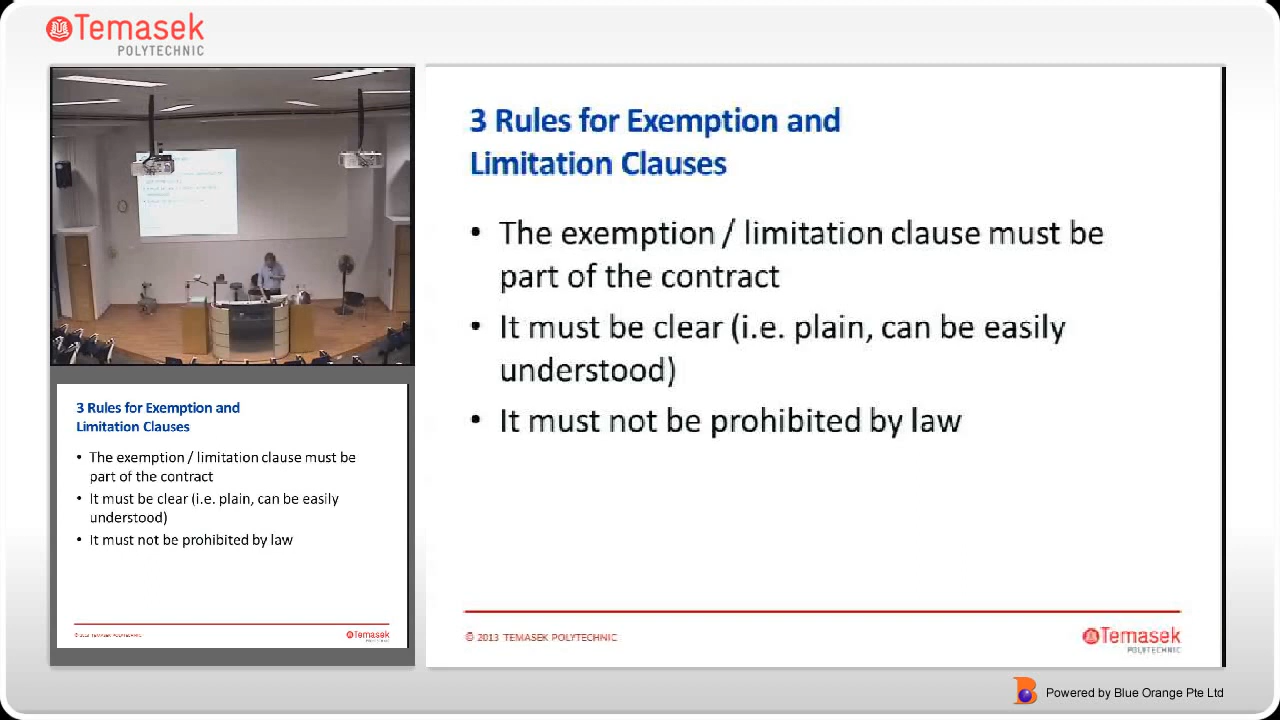 Temasek
POLYTECHNIC
3 Rules for Exemption and
Limitation Clauses
• The exemption / limitation clause must be
part of the contract
• It must be clear (i.e. plain, can be easily
understood)
• It must not be prohibited by law
© 2013 TEMASEK POLYTECHNIC
Temasek
POLYTECHNIC
3 Rules for Exemption and
Limitation Clauses
• The exemption / limitation clause must be
part of the contract
• It must be clear (i.e. plain, can be easily
understood)
• It must not be prohibited by law
© 2013 TEMASEK POLYTECHNIC
Temasek
POLYTECHNIC
Powered by Blue Orange Pte Ltd